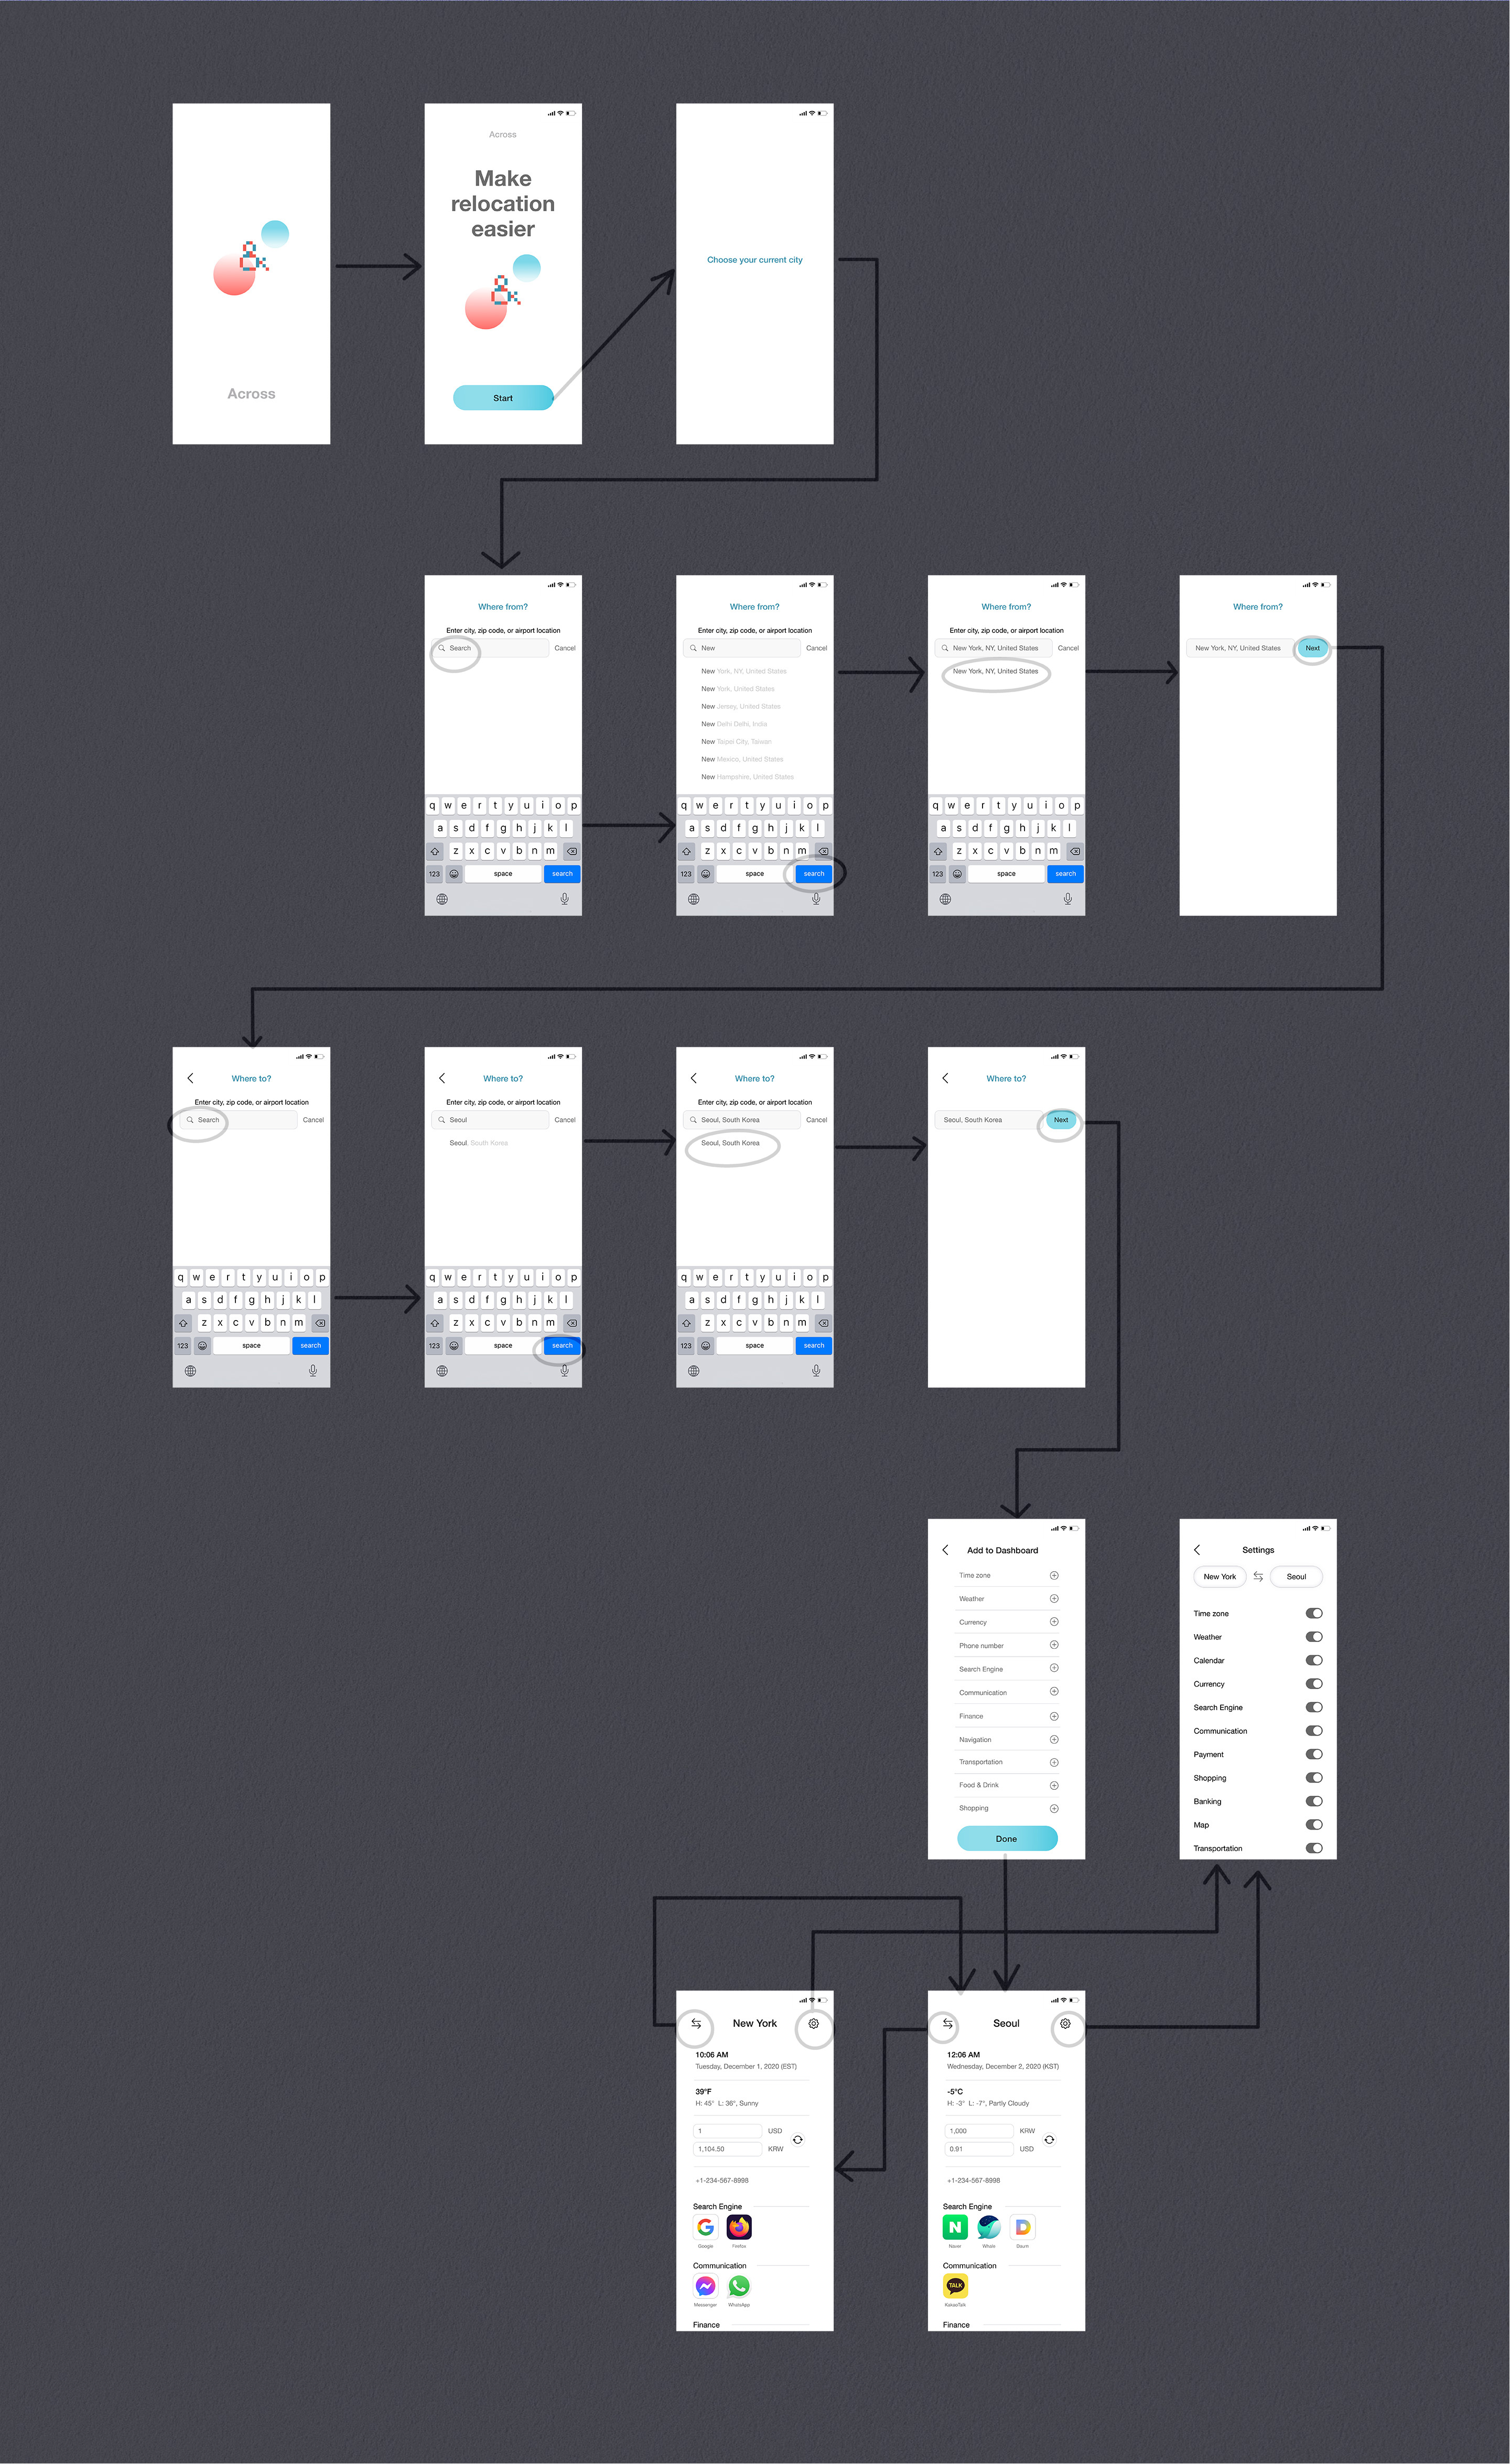 Across
Across
Make
relocation
easier
Start
Choose your current city
Where from?
Enter city, zip code, or airport location
Search
Cancel
q w e r t y u i o p
a s d f g h j k l
z x c v b n m
123 space search
Where from?
Enter city, zip code, or airport location
New
Cancel
New York, NY, United States
New York, United States
New Jersey, United States
New Delhi Delhi, India
New Taipei City, Taiwan
New Mexico, United States
New Hampshire, United States
q w e r t y u i o p
a s d f g h j k l
z x c v b n m
123 space search
Where from?
Enter city, zip code, or airport location
New York, NY, United States
Cancel
New York, NY, United States
q w e r t y u i o p
a s d f g h j k l
z x c v b n m
123 space search
Where from?
New York, NY, United States
Next
Where to?
Enter city, zip code, or airport location
Search
Cancel
q w e r t y u i o p
a s d f g h j k l
z x c v b n m
123 space search
Where to?
Enter city, zip code, or airport location
Seoul
Cancel
Seoul, South Korea
q w e r t y u i o p
a s d f g h j k l
z x c v b n m
123 space search
Where to?
Enter city, zip code, or airport location
Seoul, South Korea
Cancel
Seoul, South Korea
q w e r t y u i o p
a s d f g h j k l
z x c v b n m
123 space search
Where to?
Seoul, South Korea
Next
Add to Dashboard
Time zone
Weather
Currency
Phone number
Search Engine
Communication
Finance
Navigation
Transportation
Food & Drink
Shopping
Done
Settings
New York
Seoul
Time zone
Weather
Calendar
Currency
Search Engine
Communication
Payment
Shopping
Banking
Map
Transportation
New York
10:06 AM
Tuesday, December 1, 2020 (EST)
39°F
H: 45° L: 36°, Sunny
1 USD
1,104.50 KRW
+1-234-567-8998
Search Engine
Google Firefox
Communication
Messenger WhatsApp
Finance
Seoul
12:06 AM
Wednesday, December 2, 2020 (KST)
-5°C
H: -3° L: -7°, Partly Cloudy
1,000 KRW
0.91 USD
+1-234-567-8998
Search Engine
N
Naver Whale Daum
Communication
TALK
KakaoTalk
Finance